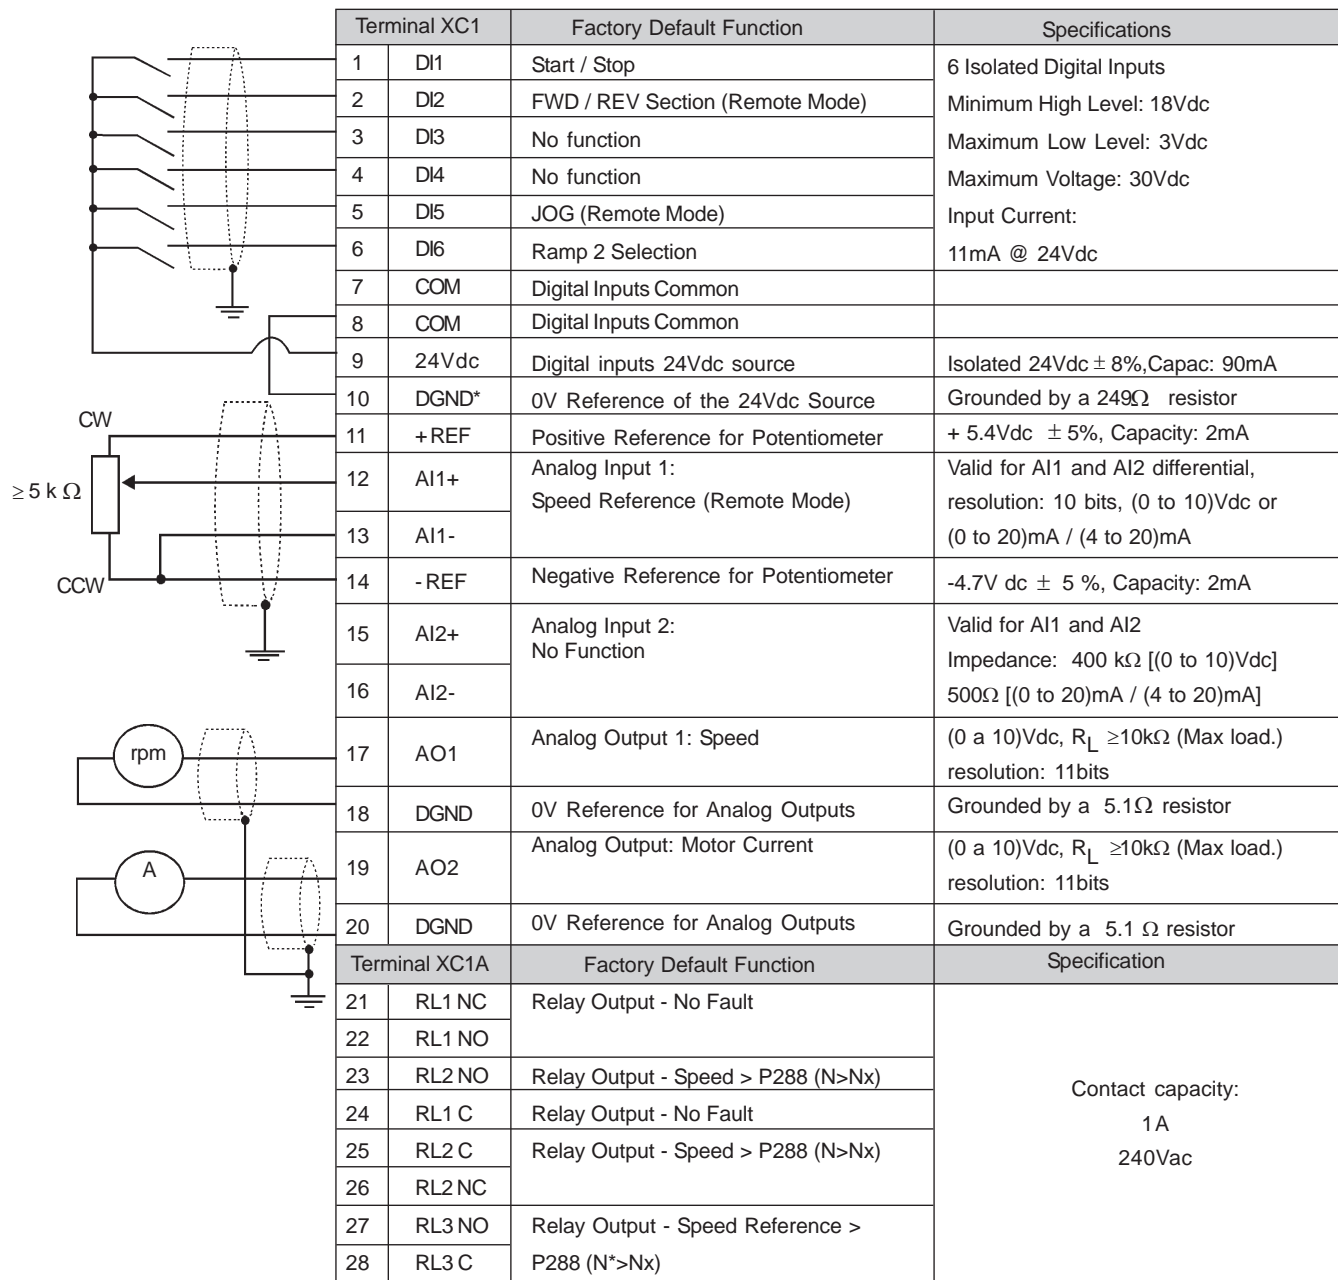 Terminal XC1 Factory Default Function Specifications
1 DI1 Start / Stop 6 Isolated Digital Inputs
2 DI2 FWD / REV Section (Remote Mode) Minimum High Level: 18Vdc
3 DI3 No function Maximum Low Level: 3Vdc
4 DI4 No function Maximum Voltage: 30Vdc
5 DI5 JOG (Remote Mode) Input Current:
6 DI6 Ramp 2 Selection 11mA @ 24Vdc
7 COM Digital Inputs Common
8 COM Digital Inputs Common
9 24Vdc Digital inputs 24Vdc source Isolated 24Vdc ± 8%,Capac: 90mA
10 DGND* 0V Reference of the 24Vdc Source Grounded by a 249Ω resistor
CW
11 +REF Positive Reference for Potentiometer + 5.4Vdc ± 5%, Capacity: 2mA
≥ 5 k Ω
12 AI1+ Analog Input 1: Valid for AI1 and AI2 differential,
Speed Reference (Remote Mode) resolution: 10 bits, (0 to 10)Vdc or
13 AI1- (0 to 20)mA / (4 to 20)mA
CCW
14 -REF Negative Reference for Potentiometer -4.7V dc ± 5 %, Capacity: 2mA
15 AI2+ Analog Input 2: Valid for AI1 and AI2
No Function Impedance: 400 kΩ [(0 to 10)Vdc]
16 AI2- 500Ω [(0 to 20)mA / (4 to 20)mA]
rpm
17 AO1 Analog Output 1: Speed (0 a 10)Vdc, RL ≥10kΩ (Max load.)
resolution: 11bits
18 DGND 0V Reference for Analog Outputs Grounded by a 5.1Ω resistor
A
19 AO2 Analog Output: Motor Current (0 a 10)Vdc, RL ≥10kΩ (Max load.)
resolution: 11bits
20 DGND 0V Reference for Analog Outputs Grounded by a 5.1 Ω resistor
Terminal XC1A Factory Default Function Specification
21 RL1 NC Relay Output - No Fault
22 RL1 NO
23 RL2 NO Relay Output - Speed > P288 (N>Nx)
24 RL1 C Relay Output - No Fault
25 RL2 C Relay Output - Speed > P288 (N>Nx)
26 RL2 NC
27 RL3 NO Relay Output - Speed Reference >
28 RL3 C P288 (N*>Nx)
Contact capacity:
1A
240Vac